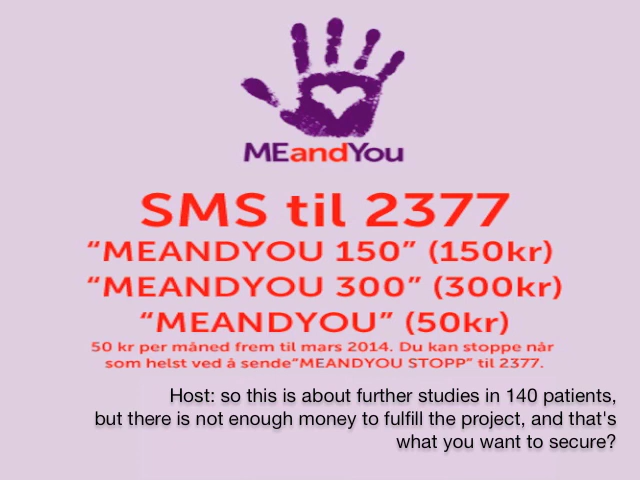 MEandYou
SMS til 2377
“MEANDYOU 150” (150kr)
“MEANDYOU 300” (300kr)
“MEANDYOU” (50kr)
50 kr per måned frem til mars 2014. Du kan stoppe når
som helst ved å sende“MEANDYOU STOPP” til 2377.
Host: so this is about further studies in 140 patients,
but there is not enough money to fulfill the project, and that's
what you want to secure?